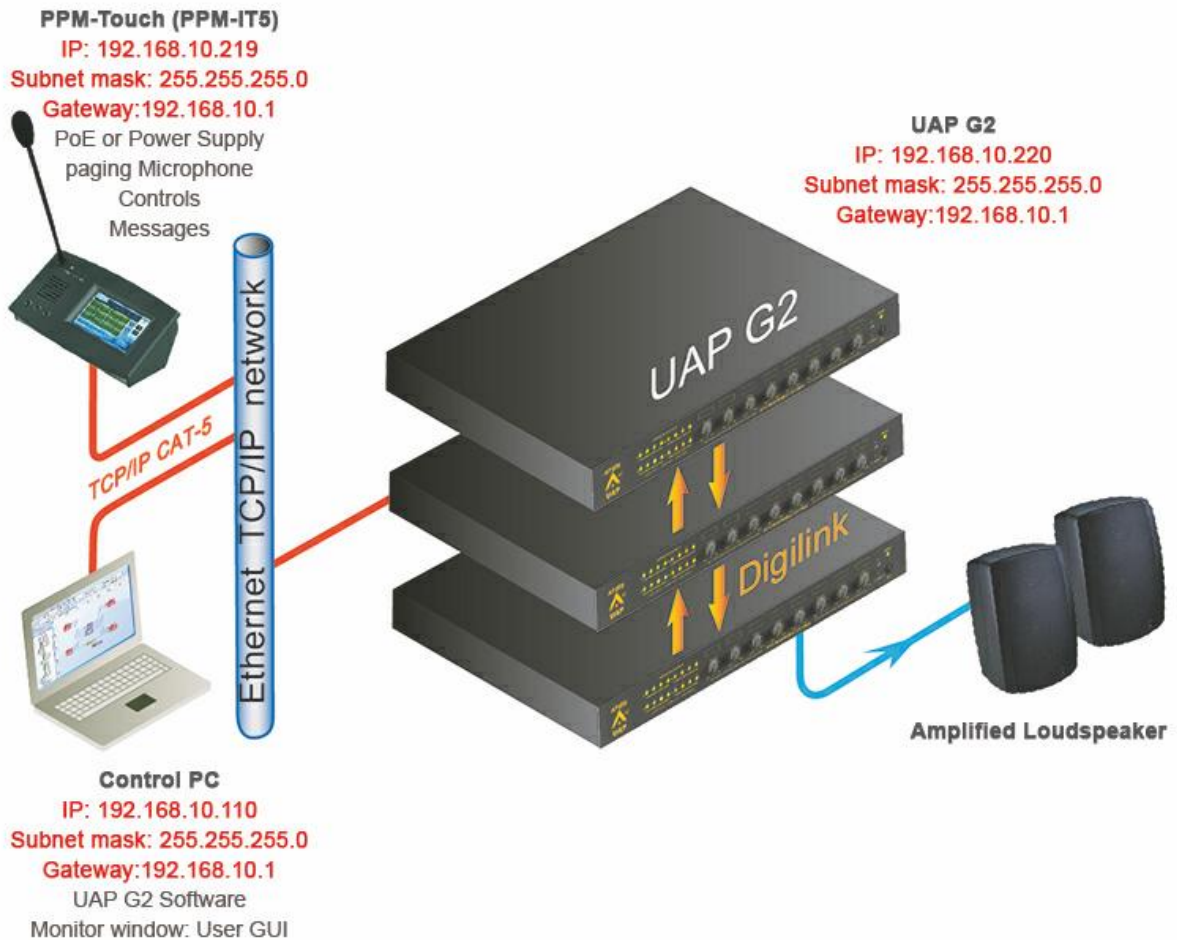 PPM-Touch (PPM-IT5)
IP: 192.168.10.219
Subnet mask: 255.255.255.0
Gateway:192.168.10.1
PoE or Power Supply
paging Microphone
Controls
Messages
UAP G2
IP: 192.168.10.220
Subnet mask: 255.255.255.0
Gateway:192.168.10.1
TCP/IP CAT-5
Ethernet TCP/IP network
UAP G2
UAP
UAP
Digilink
UAP
Amplified Loudspeaker
Control PC
IP: 192.168.10.110
Subnet mask: 255.255.255.0
Gateway:192.168.10.1
UAP G2 Software
Monitor window: User GUI